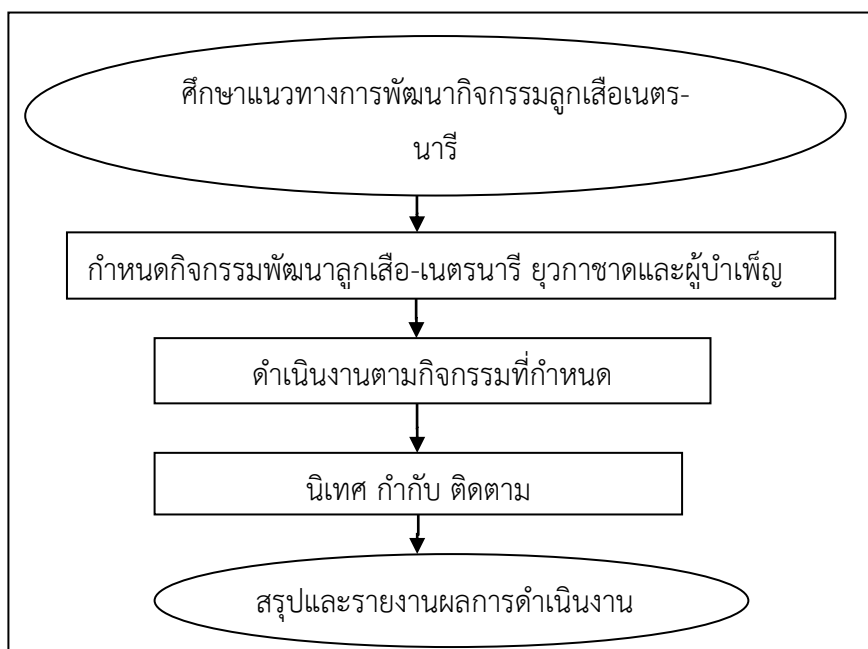 ศึกษาแนวทางการพัฒนากิจกรรมลูกเสือเนตร-
นารี
กำหนดกิจกรรมพัฒนาลูกเสือ-เนตรนารี ยุวกาชาดและผู้บำเพ็ญ
ดำเนินงานตามกิจกรรมที่กำหนด
นิเทศ กำกับ ติดตาม
สรุปและรายงานผลการดำเนินงาน